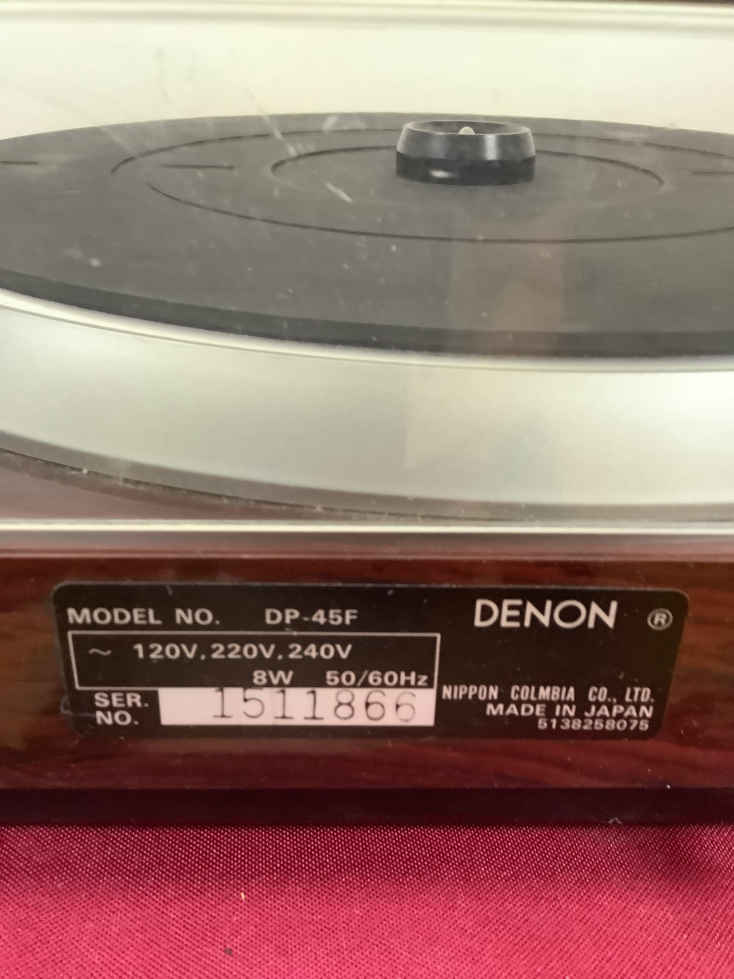 MODEL NO. DP-45F
DENON ®
~ 120V, 220V, 240V
8W 50/60Hz
SER. NO. 1511866
NIPPON COLMBIA CO., LTD.
MADE IN JAPAN
5138258075